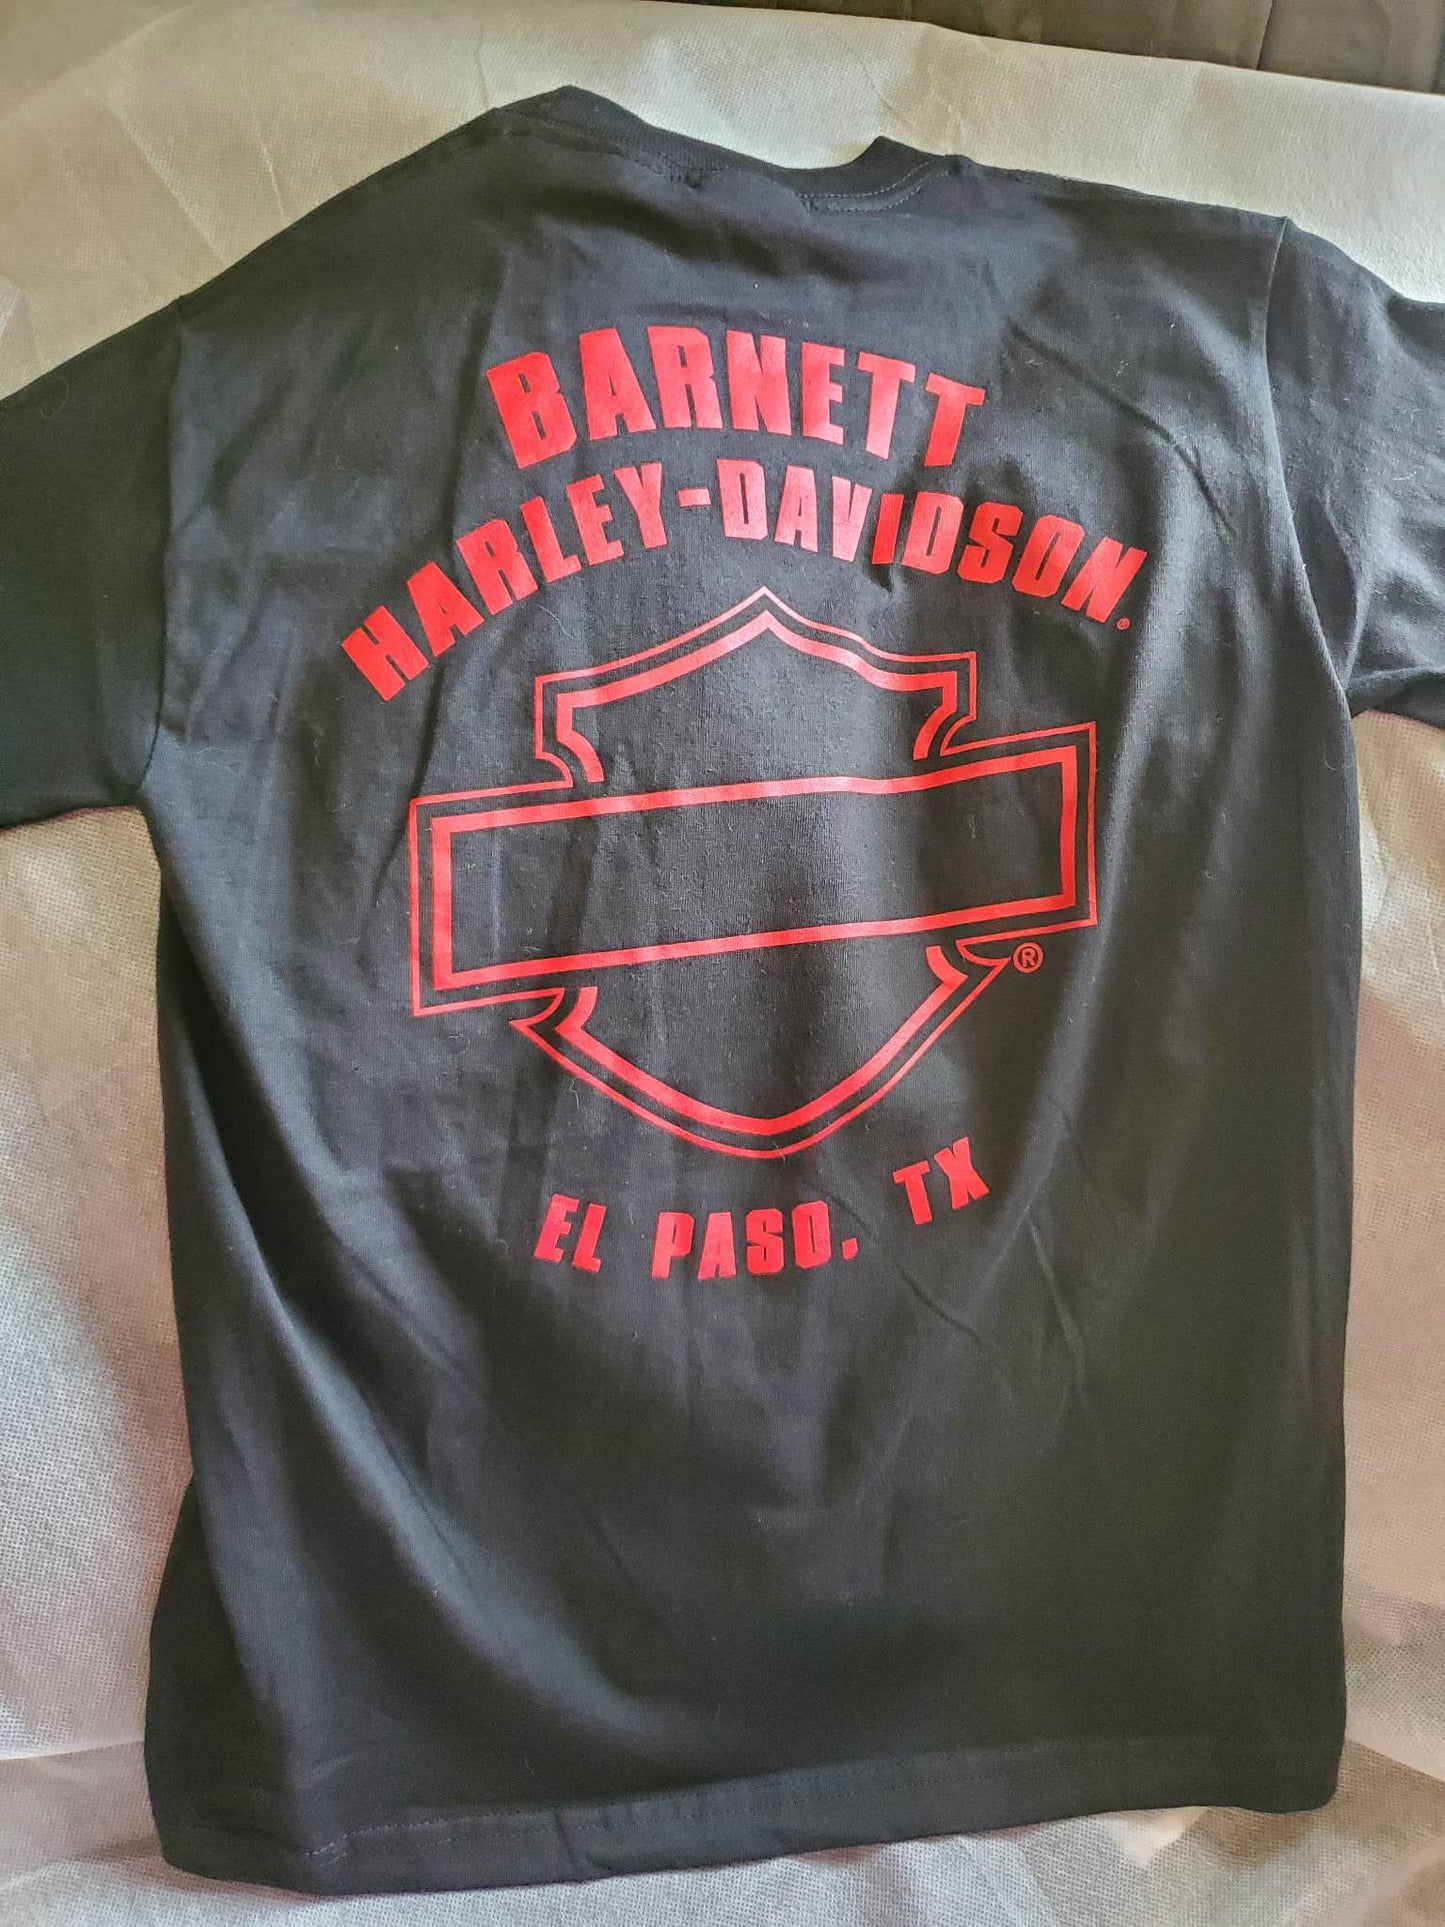 BARNETT
HARLEY-DAVIDSON®
®
EL PASO, TX